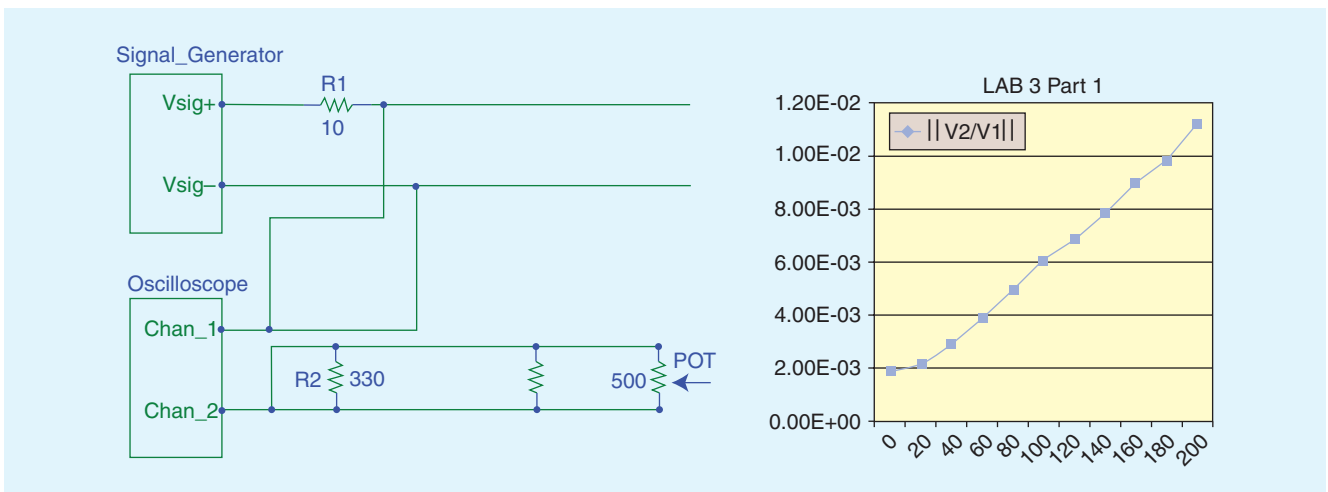 Signal_Generator
Vsig+
R1
10
Vsig–
Oscilloscope
Chan_1
Chan_2
R2
330
500
POT
LAB 3 Part 1
||V2/V1||
1.20E-02
1.00E-02
8.00E-03
6.00E-03
4.00E-03
2.00E-03
0.00E+00
0
20
40
60
80
100
120
140
160
180
200